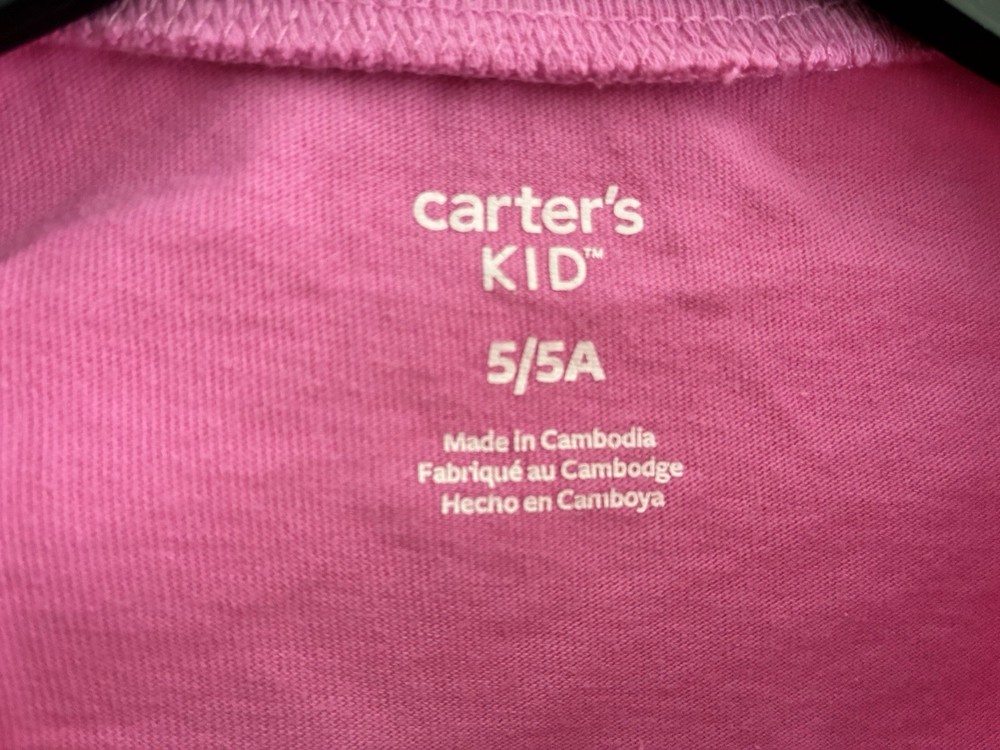 carter's
KID™
5/5A
Made in Cambodia
Fabriqué au Cambodge
Hecho en Camboya